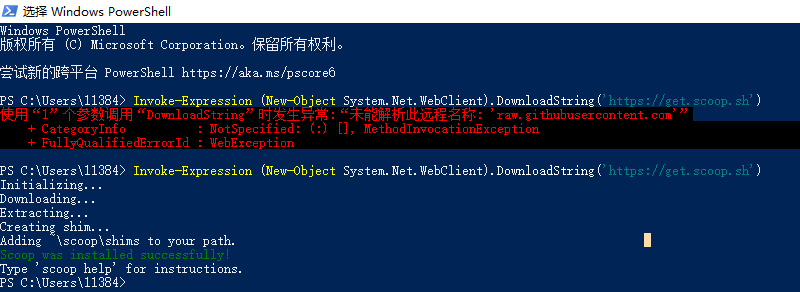 选择 Windows PowerShell
Windows PowerShell
版权所有 (C) Microsoft Corporation。保留所有权利。
尝试新的跨平台 PowerShell https://aka.ms/pscore6
PS C:\Users\11384> Invoke-Expression (New-Object System.Net.WebClient).DownloadString('https://get.scoop.sh')
使用“1”个参数调用“DownloadString”时发生异常:“未能解析此远程名称: 'raw.githubusercontent.com'”
+ CategoryInfo : NotSpecified: (:) [], MethodInvocationException
+ FullyQualifiedErrorId : WebException
PS C:\Users\11384> Invoke-Expression (New-Object System.Net.WebClient).DownloadString('https://get.scoop.sh')
Initializing...
Downloading...
Extracting...
Creating shim...
Adding ~\scoop\shims to your path.
Scoop was installed successfully!
Type 'scoop help' for instructions.
PS C:\Users\11384>